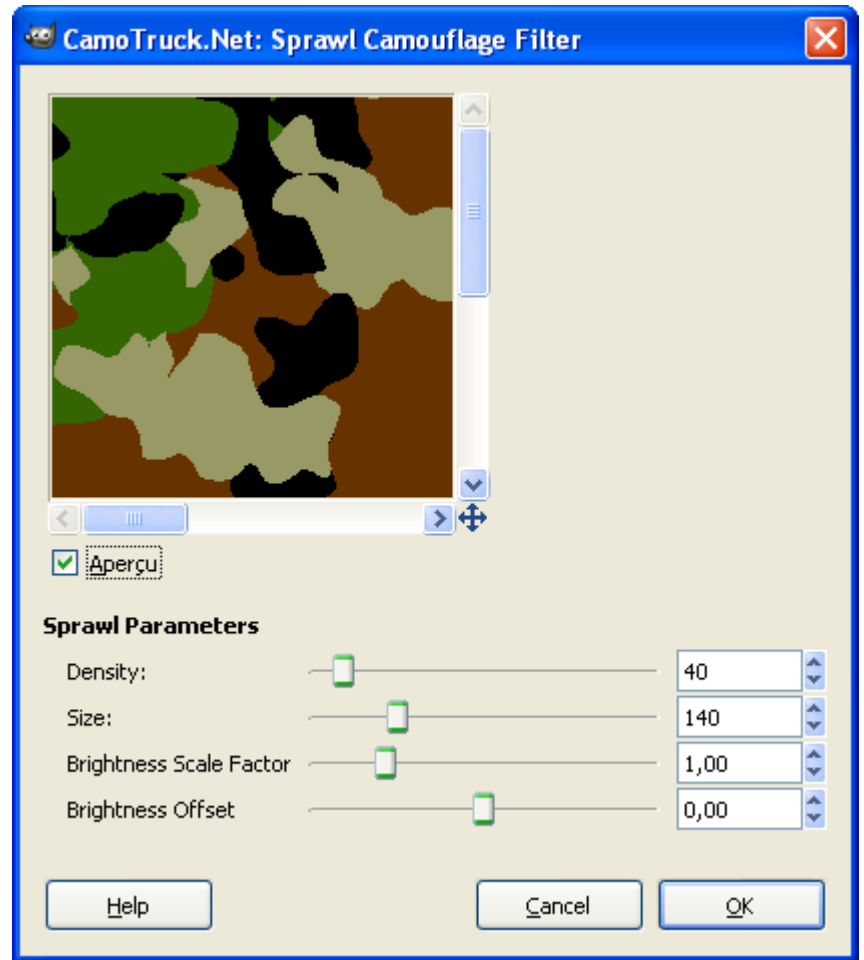 CamoTruck.Net: Sprawl Camouflage Filter
Aperçu
Sprawl Parameters
Density: 40
Size: 140
Brightness Scale Factor 1,00
Brightness Offset 0,00
Help Cancel OK